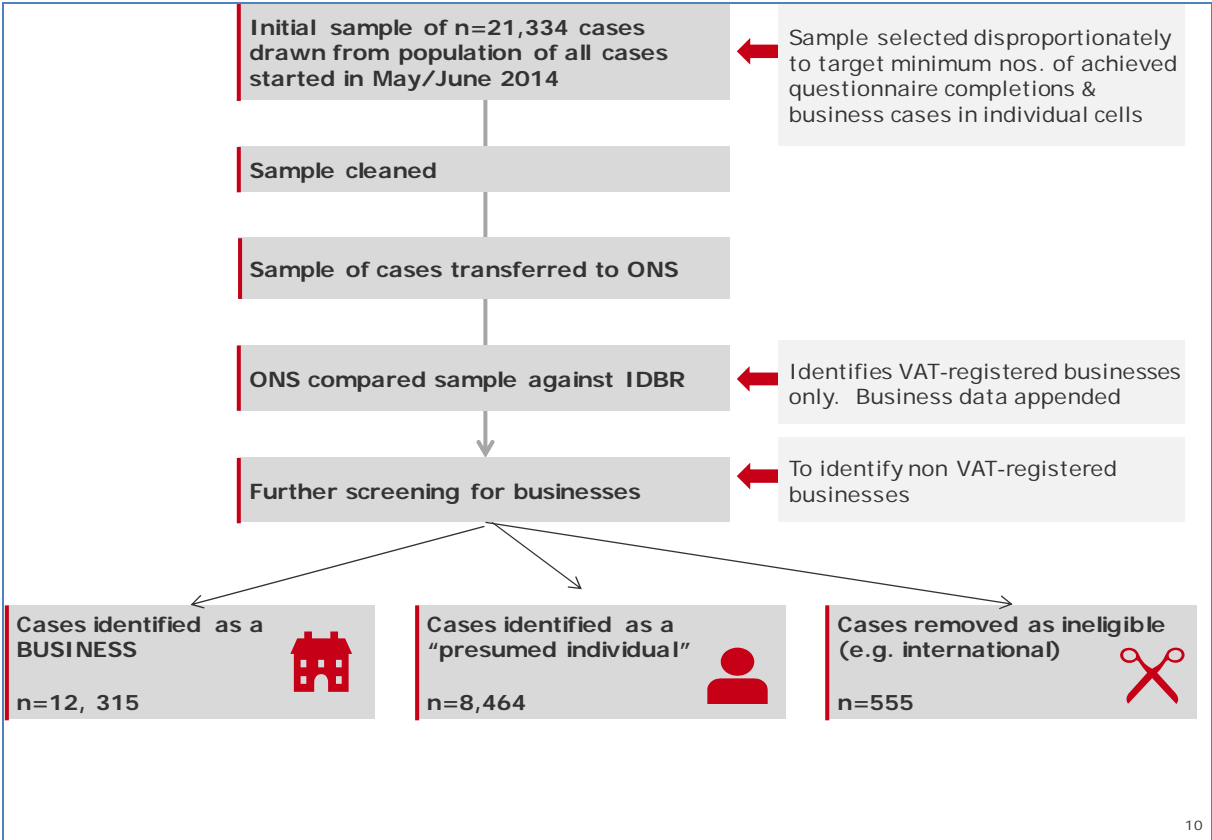 Initial sample of n=21,334 cases
drawn from population of all cases
started in May/June 2014
Sample selected disproportionately
to target minimum nos. of achieved
questionnaire completions &
business cases in individual cells
Sample cleaned
Sample of cases transferred to ONS
ONS compared sample against IDBR
Identifies VAT-registered businesses
only. Business data appended
Further screening for businesses
To identify non VAT-registered
businesses
Cases identified as a
BUSINESS
n=12, 315
Cases identified as a
“presumed individual”
n=8,464
Cases removed as ineligible
(e.g. international)
n=555
10